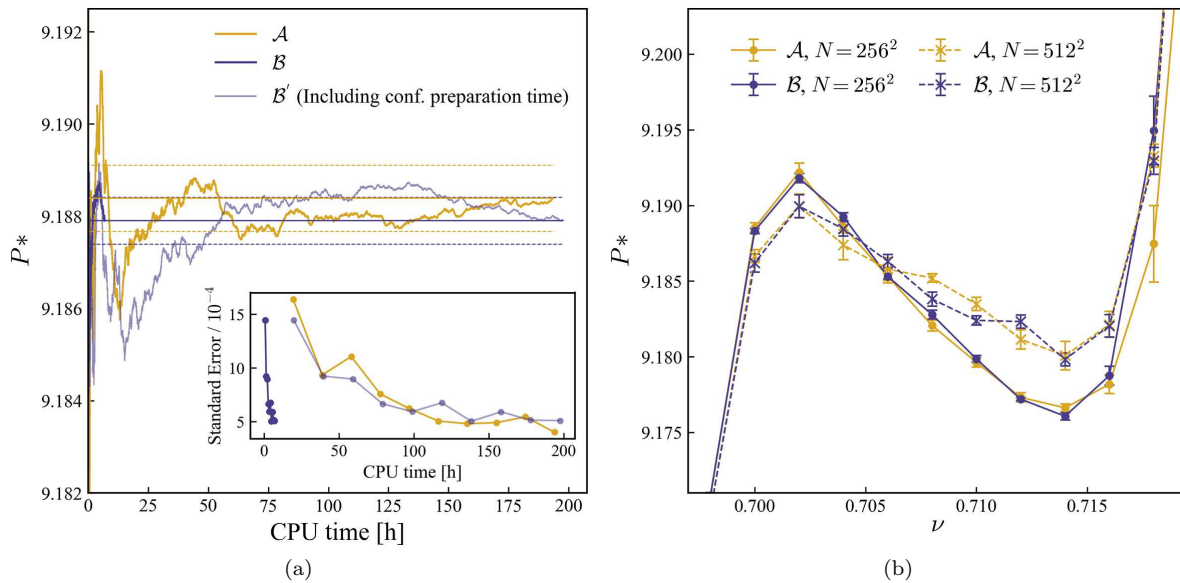 9.192
9.190
9.188
9.186
9.184
9.182
P*
𝒜
ℬ
ℬ′ (Including conf. preparation time)
15
10
5
Standard Error / 10⁻⁴
0 50 100 150 200
CPU time [h]
0 25 50 75 100 125 150 175 200
CPU time [h]
(a)
9.200
9.195
9.190
9.185
9.180
9.175
P*
𝒜, N = 256² 𝒜, N = 512²
ℬ, N = 256² ℬ, N = 512²
0.700 0.705 0.710 0.715
ν
(b)